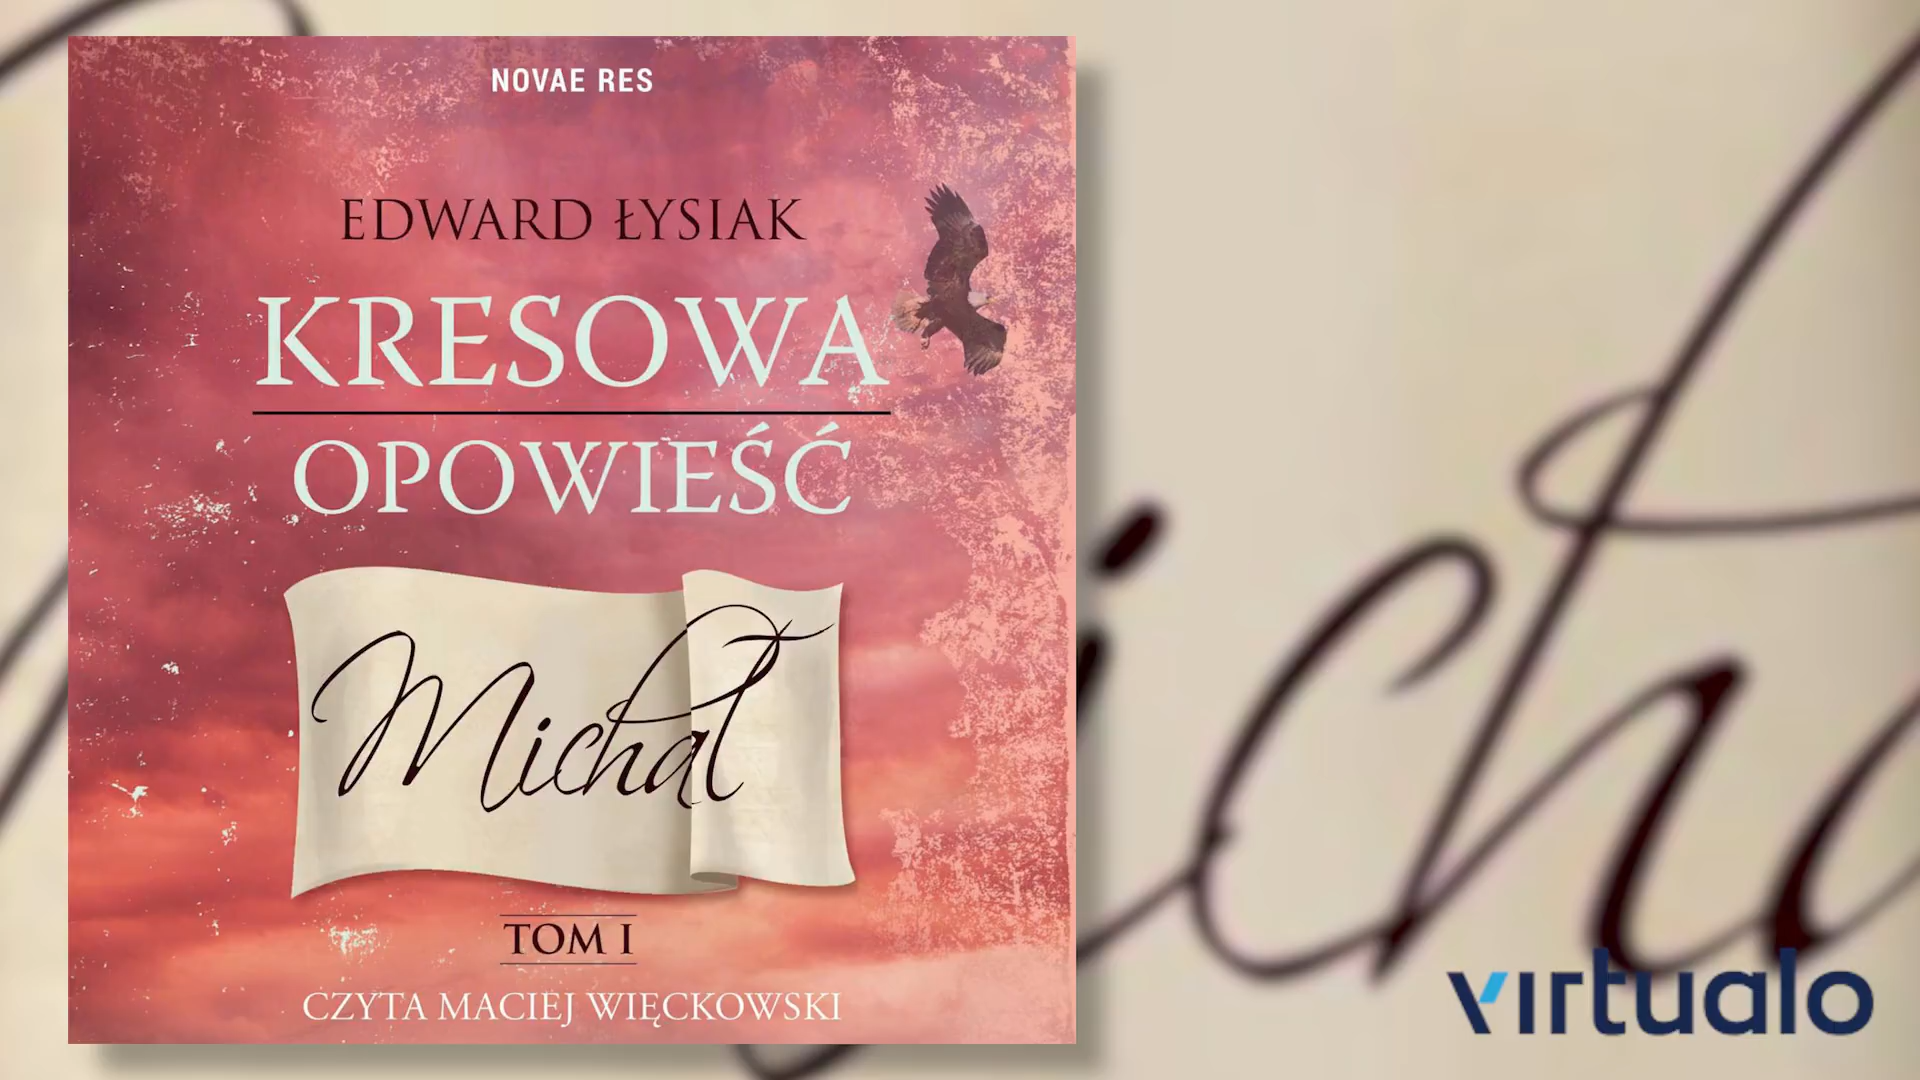 NOVAE RES
EDWARD ŁYSIAK
KRESOWA
OPOWIEŚĆ
Michał
TOM I
CZYTA MACIEJ WIĘCKOWSKI
virtualo